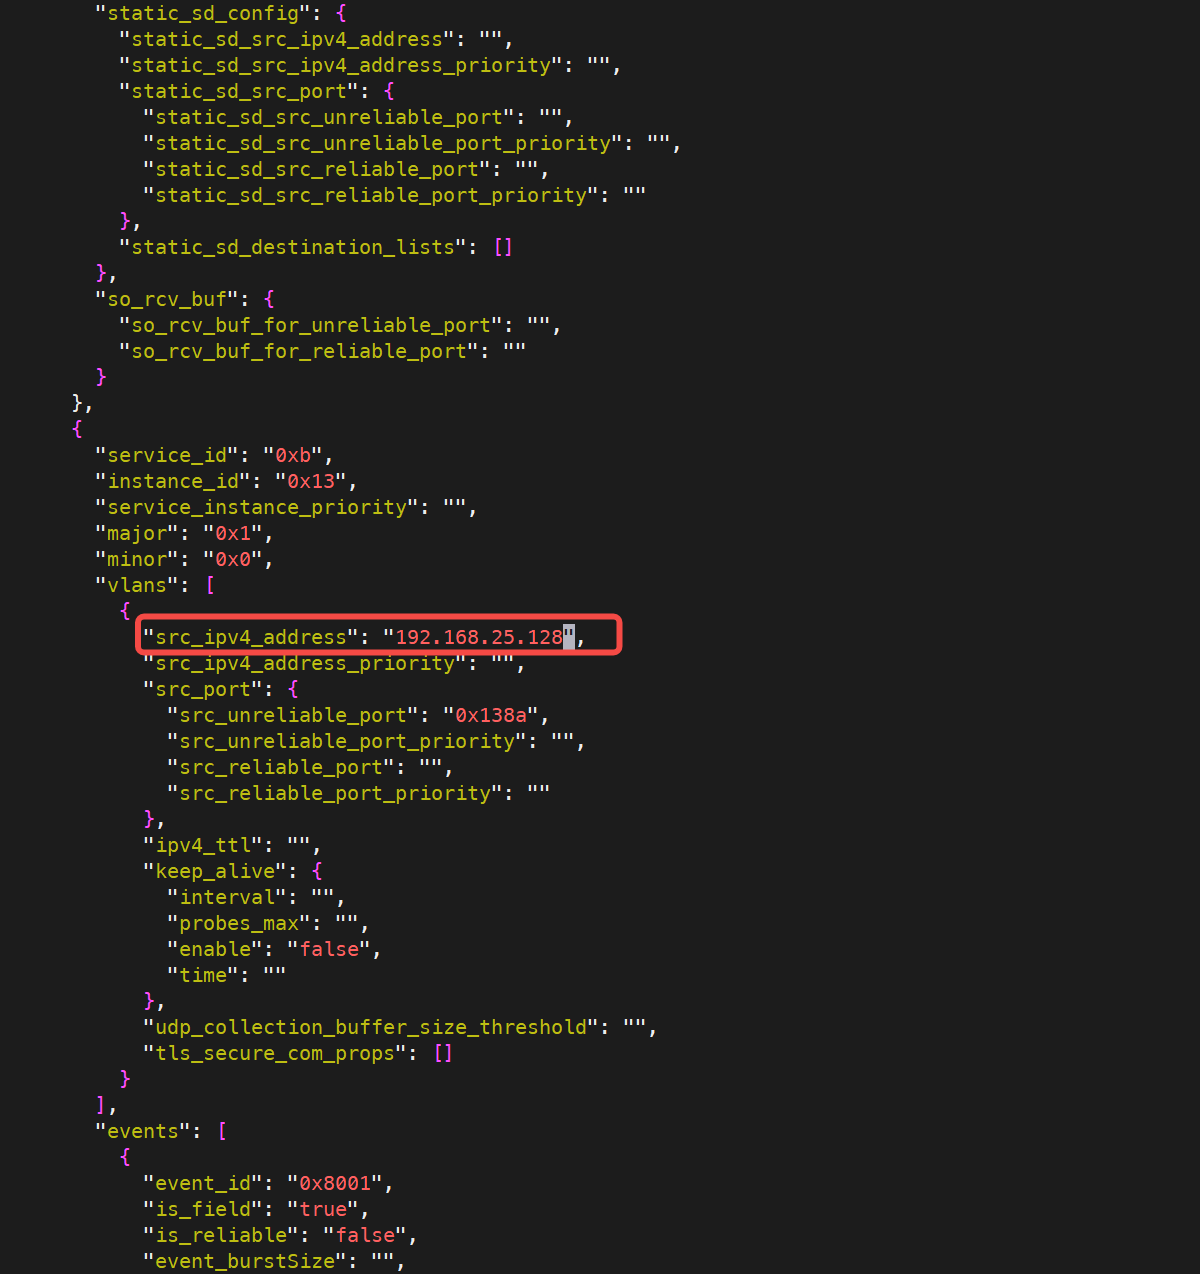 "static_sd_config": {
"static_sd_src_ipv4_address": "",
"static_sd_src_ipv4_address_priority": "",
"static_sd_src_port": {
"static_sd_src_unreliable_port": "",
"static_sd_src_unreliable_port_priority": "",
"static_sd_src_reliable_port": "",
"static_sd_src_reliable_port_priority": ""
},
"static_sd_destination_lists": []
},
"so_rcv_buf": {
"so_rcv_buf_for_unreliable_port": "",
"so_rcv_buf_for_reliable_port": ""
}
},
{
"service_id": "0xb",
"instance_id": "0x13",
"service_instance_priority": "",
"major": "0x1",
"minor": "0x0",
"vlans": [
{
"src_ipv4_address": "192.168.25.128",
"src_ipv4_address_priority": "",
"src_port": {
"src_unreliable_port": "0x138a",
"src_unreliable_port_priority": "",
"src_reliable_port": "",
"src_reliable_port_priority": ""
},
"ipv4_ttl": "",
"keep_alive": {
"interval": "",
"probes_max": "",
"enable": "false",
"time": ""
},
"udp_collection_buffer_size_threshold": "",
"tls_secure_com_props": []
}
],
"events": [
{
"event_id": "0x8001",
"is_field": "true",
"is_reliable": "false",
"event_burstSize": "",